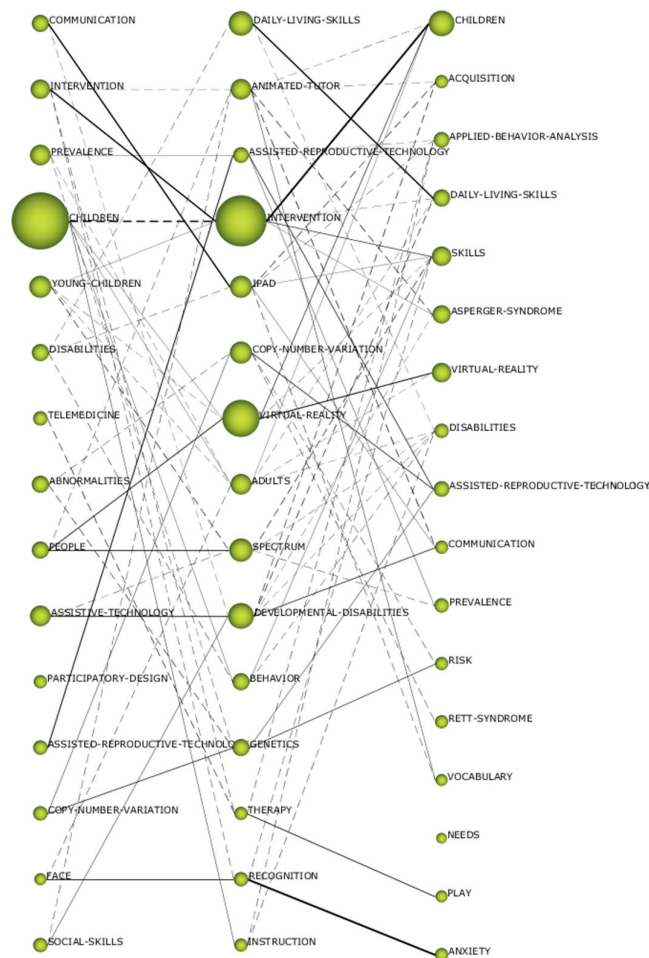 COMMUNICATION
INTERVENTION
PREVALENCE
CHILDREN
YOUNG-CHILDREN
DISABILITIES
TELEMEDICINE
ABNORMALITIES
PEOPLE
ASSISTIVE-TECHNOLOGY
PARTICIPATORY-DESIGN
ASSISTED-REPRODUCTIVE-TECHNOLOGY
COPY-NUMBER-VARIATION
FACE
SOCIAL-SKILLS
DAILY-LIVING-SKILLS
ANIMATED-TUTOR
ASSISTED-REPRODUCTIVE-TECHNOLOGY
INTERVENTION
IPAD
COPY-NUMBER-VARIATION
VIRTUAL-REALITY
ADULTS
SPECTRUM
DEVELOPMENTAL-DISABILITIES
BEHAVIOR
GENETICS
THERAPY
RECOGNITION
INSTRUCTION
CHILDREN
ACQUISITION
APPLIED-BEHAVIOR-ANALYSIS
DAILY-LIVING-SKILLS
SKILLS
ASPERGER-SYNDROME
VIRTUAL-REALITY
DISABILITIES
ASSISTED-REPRODUCTIVE-TECHNOLOGY
COMMUNICATION
PREVALENCE
RISK
RETT-SYNDROME
VOCABULARY
NEEDS
PLAY
ANXIETY